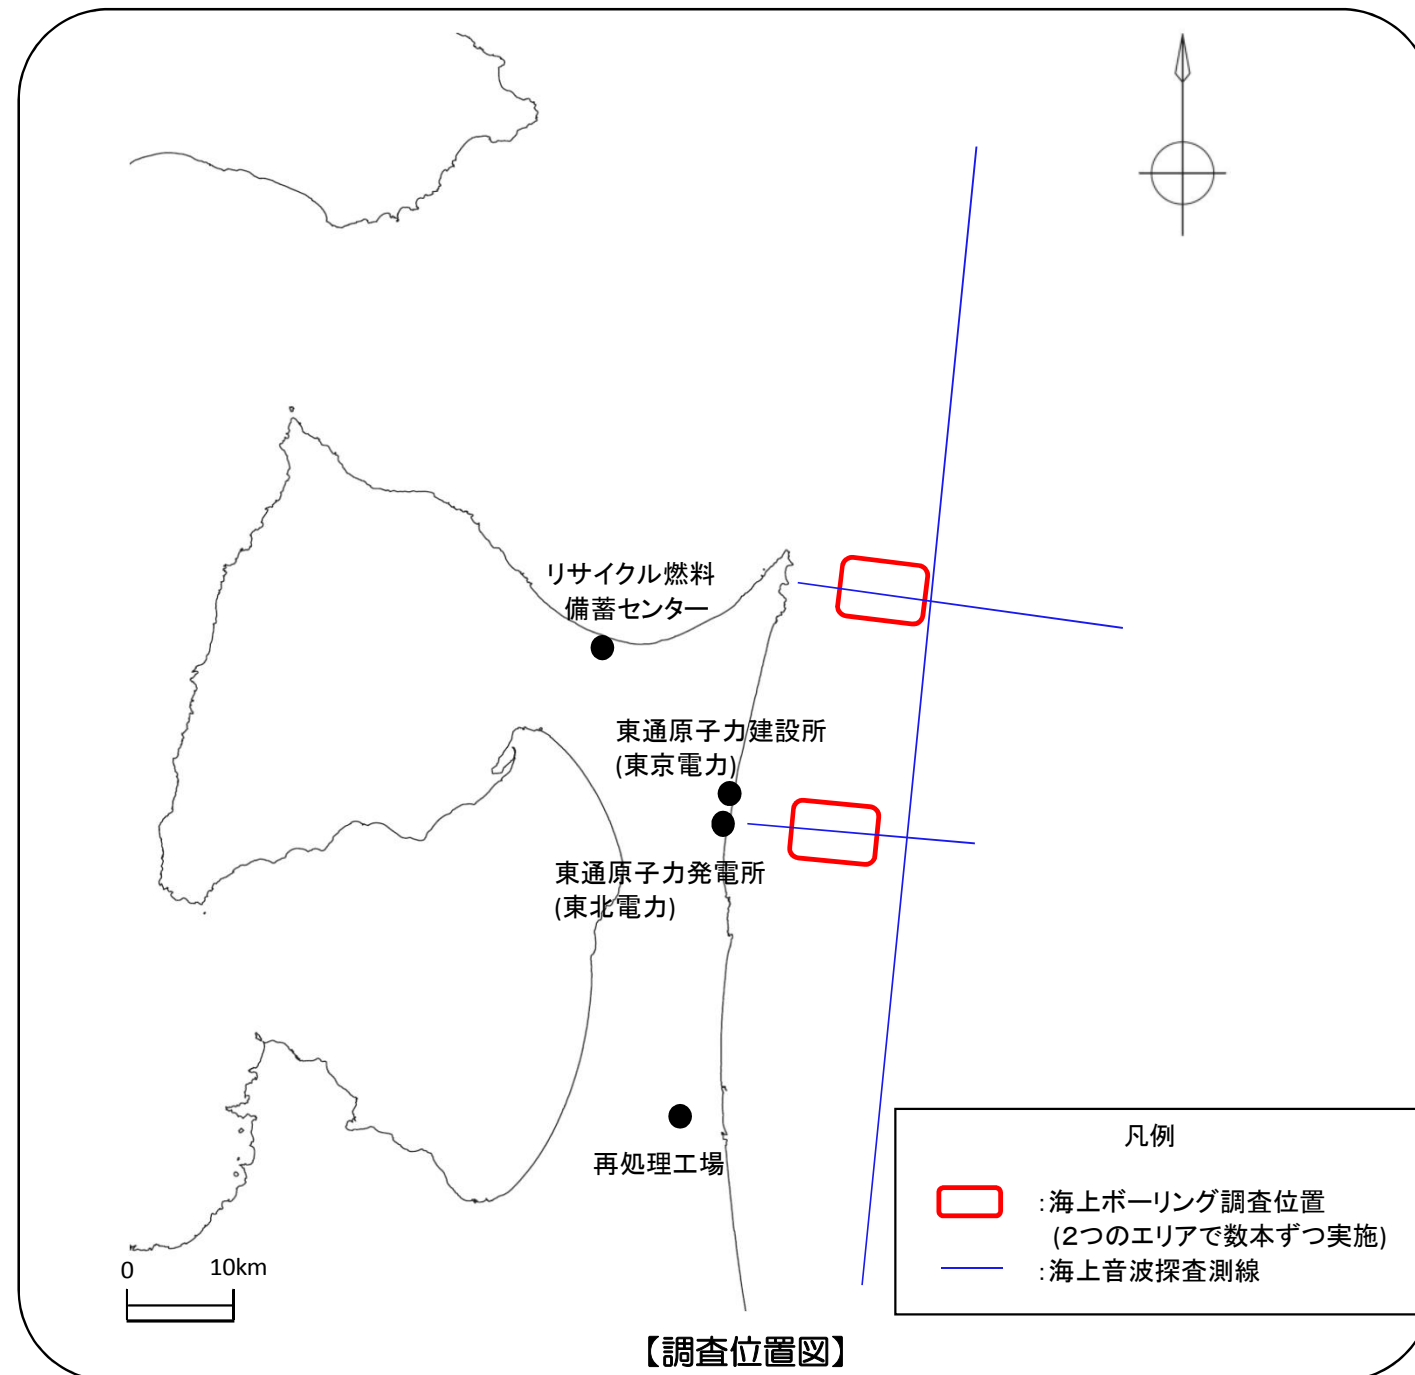 リサイクル燃料
備蓄センター
東通原子力建設所
(東京電力)
東通原子力発電所
(東北電力)
再処理工場
凡例
:海上ボーリング調査位置
(2つのエリアで数本ずつ実施)
:海上音波探査測線
0 10km
【調査位置図】